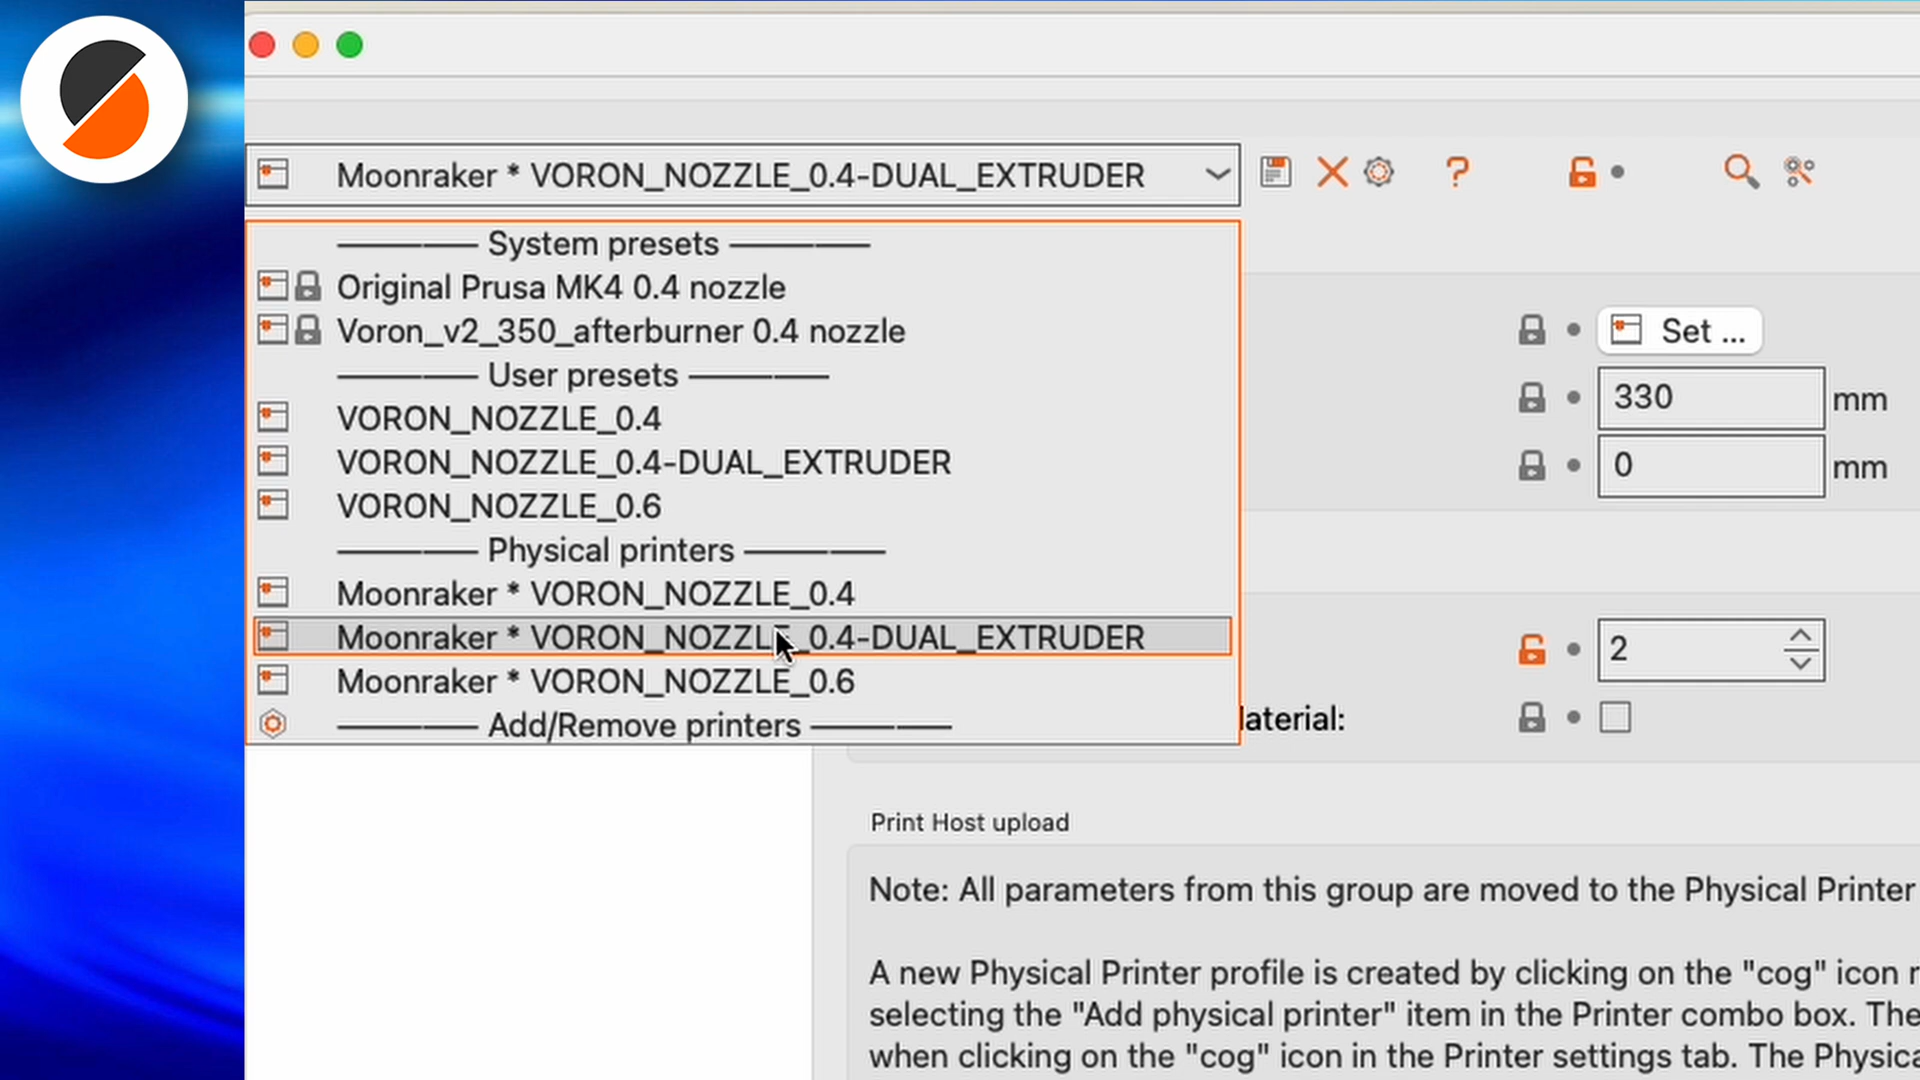 Moonraker * VORON_NOZZLE_0.4-DUAL_EXTRUDER
System presets
Original Prusa MK4 0.4 nozzle
Voron_v2_350_afterburner 0.4 nozzle
User presets
VORON_NOZZLE_0.4
VORON_NOZZLE_0.4-DUAL_EXTRUDER
VORON_NOZZLE_0.6
Physical printers
Moonraker * VORON_NOZZLE_0.4
Moonraker * VORON_NOZZLE_0.4-DUAL_EXTRUDER
Moonraker * VORON_NOZZLE_0.6
Add/Remove printers
Set ...
330 mm
0 mm
2
laterial:
Print Host upload
Note: All parameters from this group are moved to the Physical Printer
A new Physical Printer profile is created by clicking on the "cog" icon r
selecting the "Add physical printer" item in the Printer combo box. The
when clicking on the "cog" icon in the Printer settings tab. The Physica